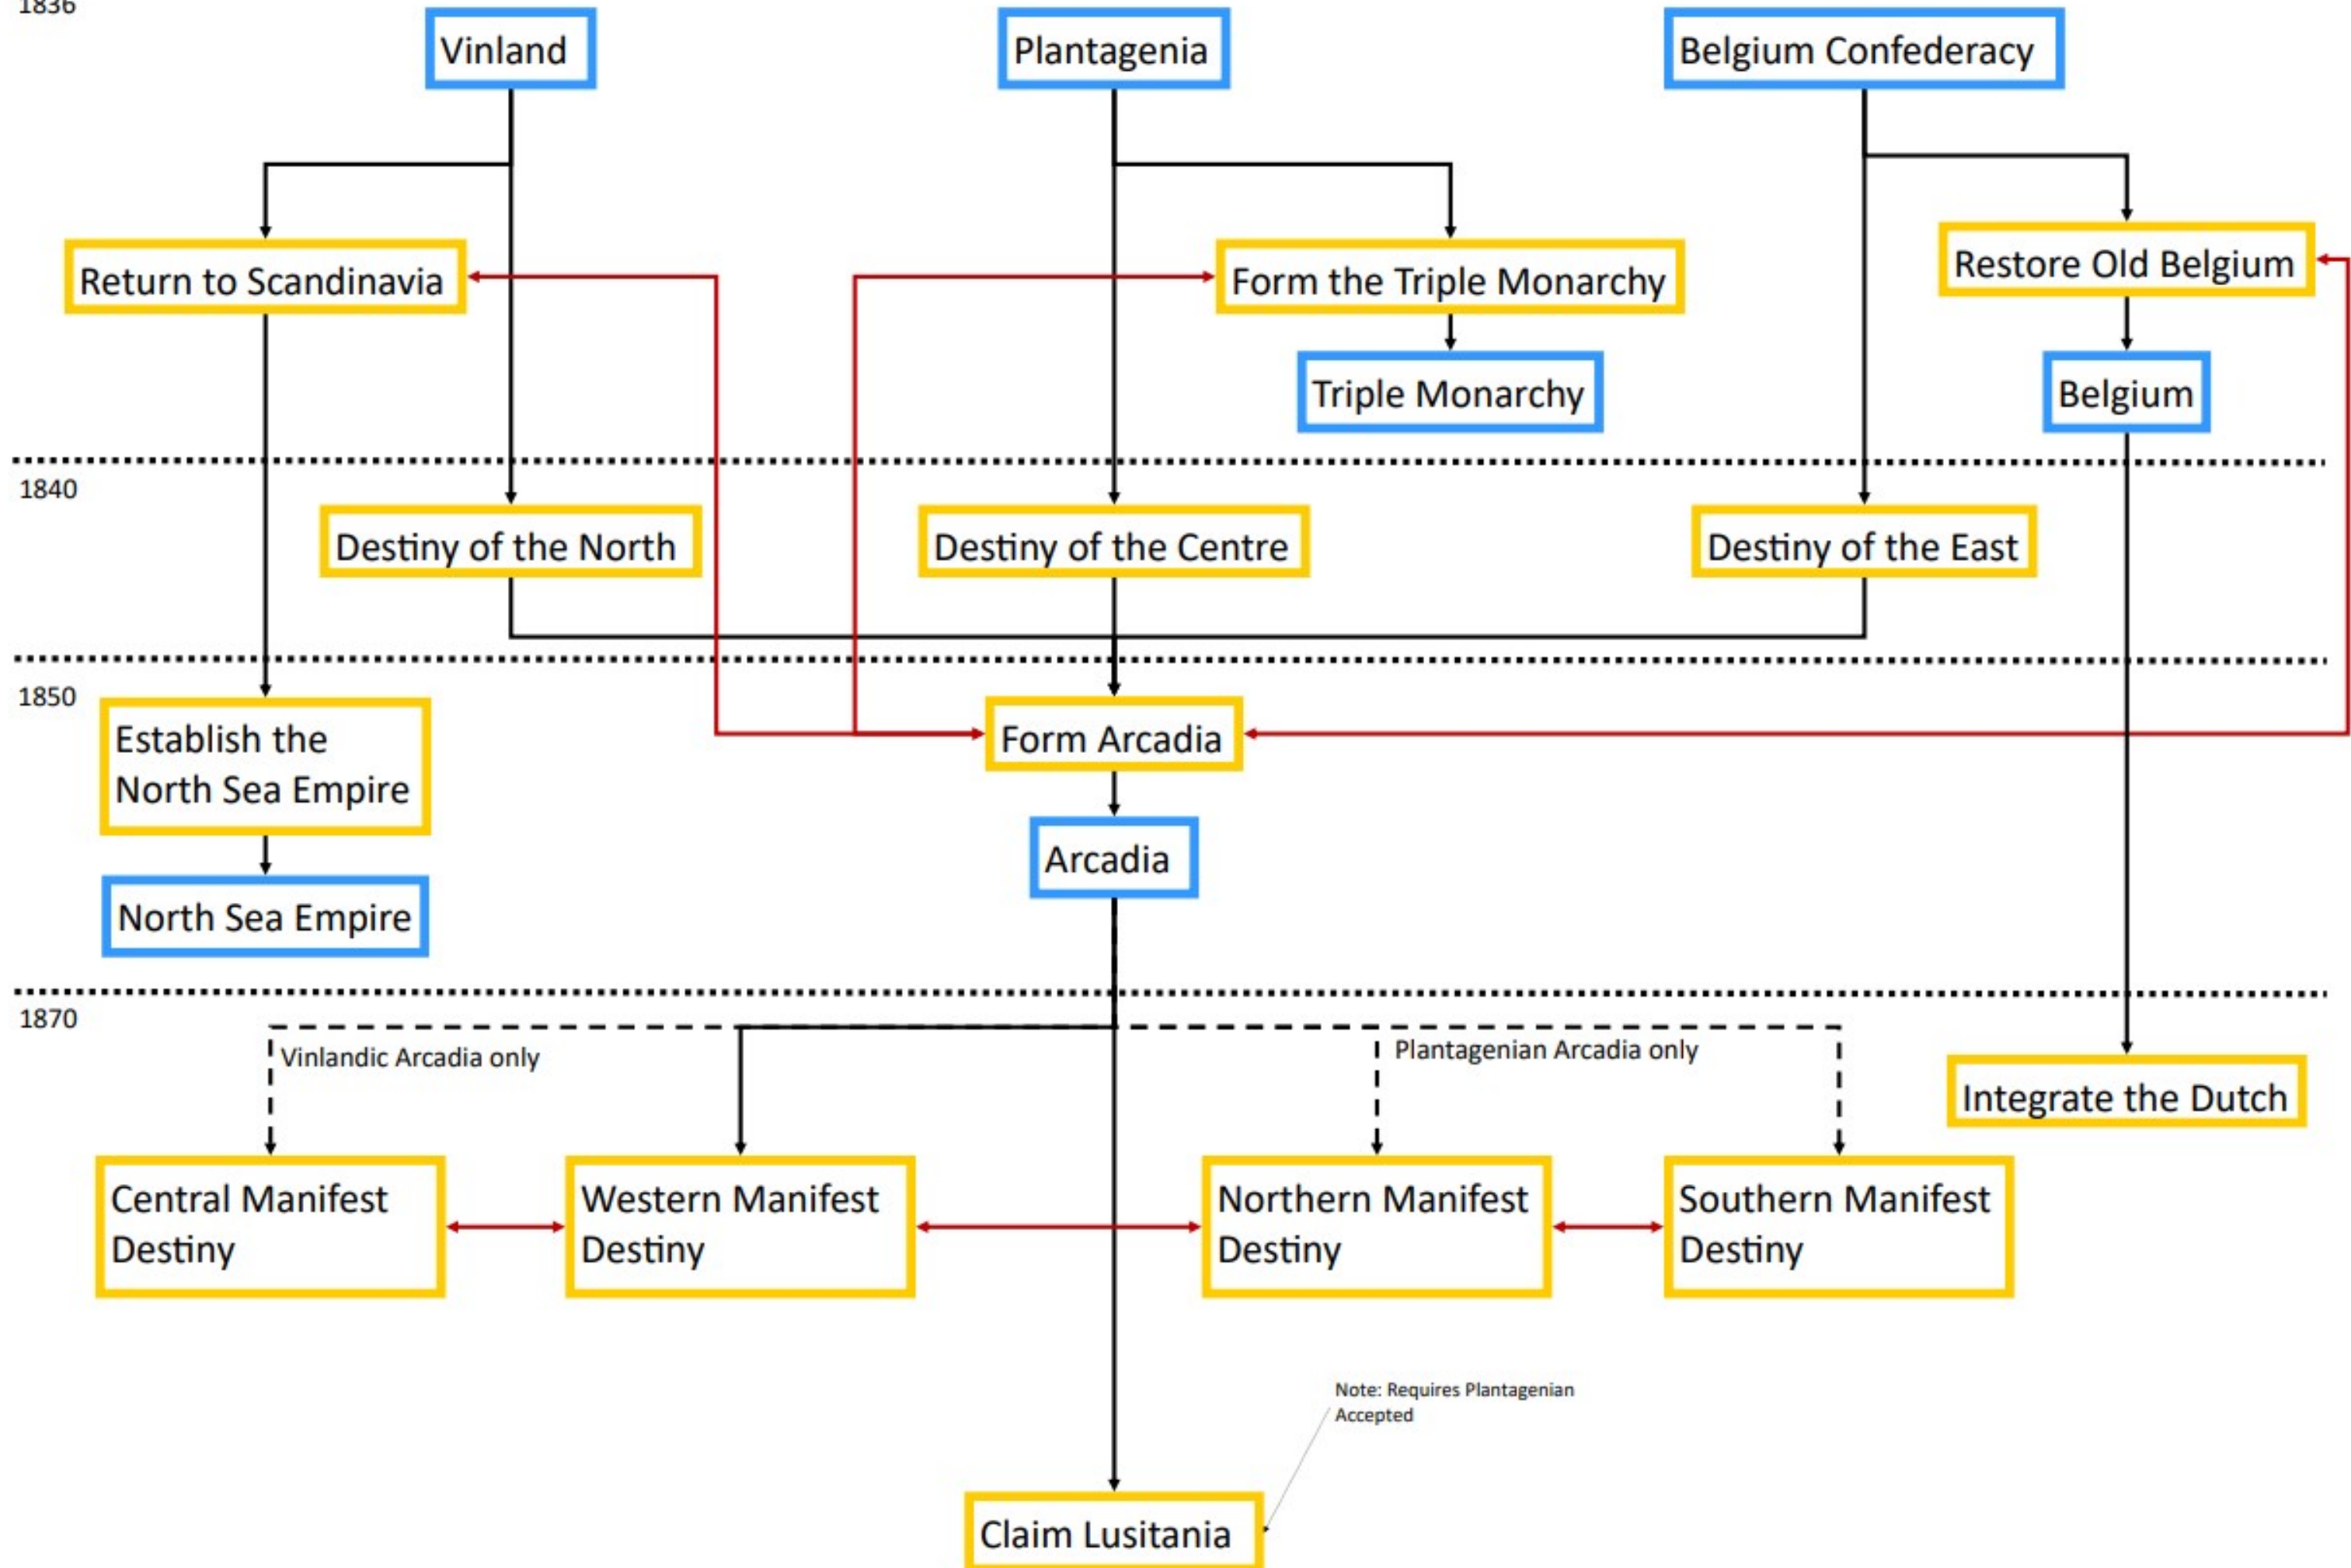 1836
Vinland
Plantagenia
Belgium Confederacy
Return to Scandinavia
Form the Triple Monarchy
Restore Old Belgium
Triple Monarchy
Belgium
1840
Destiny of the North
Destiny of the Centre
Destiny of the East
1850
Establish the
North Sea Empire
Form Arcadia
Arcadia
North Sea Empire
1870
Vinlandic Arcadia only
Plantagenian Arcadia only
Integrate the Dutch
Central Manifest
Destiny
Western Manifest
Destiny
Northern Manifest
Destiny
Southern Manifest
Destiny
Note: Requires Plantagenian
Accepted
Claim Lusitania